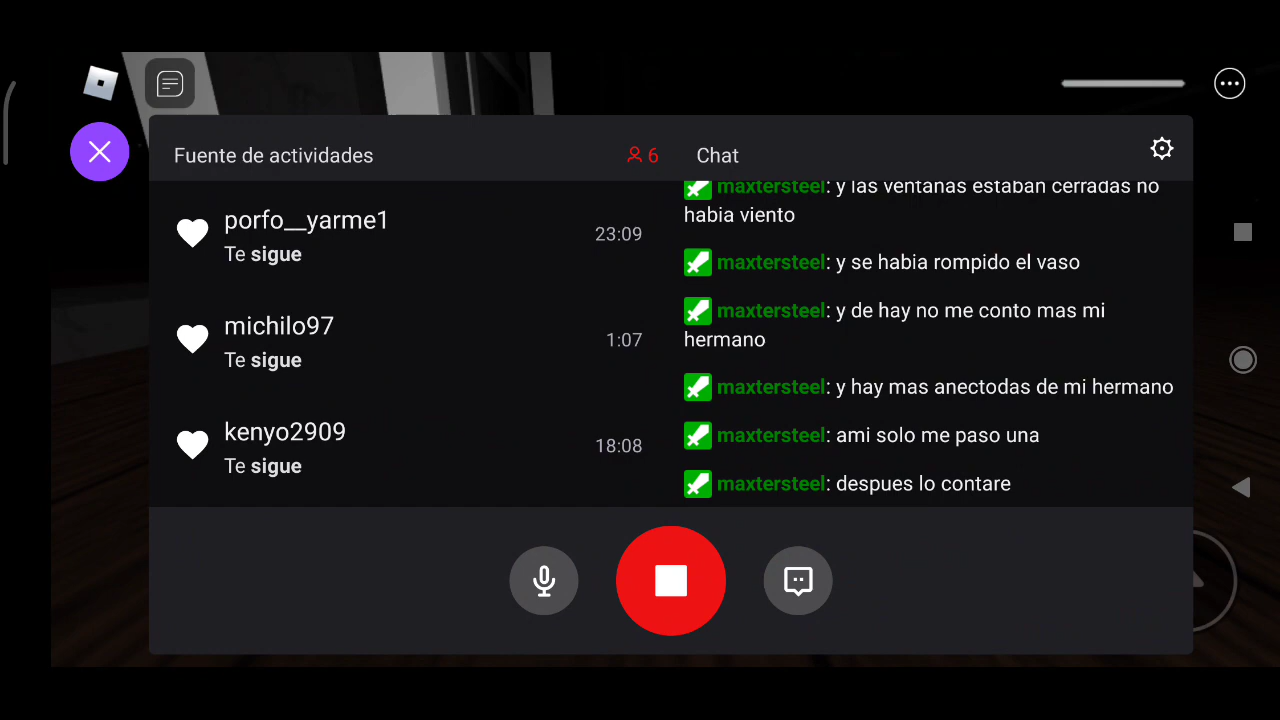 Fuente de actividades
6
porfo__yarme1
Te sigue
23:09
michilo97
Te sigue
1:07
kenyo2909
Te sigue
18:08
Chat
maxtersteel: y las ventanas estaban cerradas no
habia viento
maxtersteel: y se habia rompido el vaso
maxtersteel: y de hay no me conto mas mi
hermano
maxtersteel: y hay mas anectodas de mi hermano
maxtersteel: ami solo me paso una
maxtersteel: despues lo contare